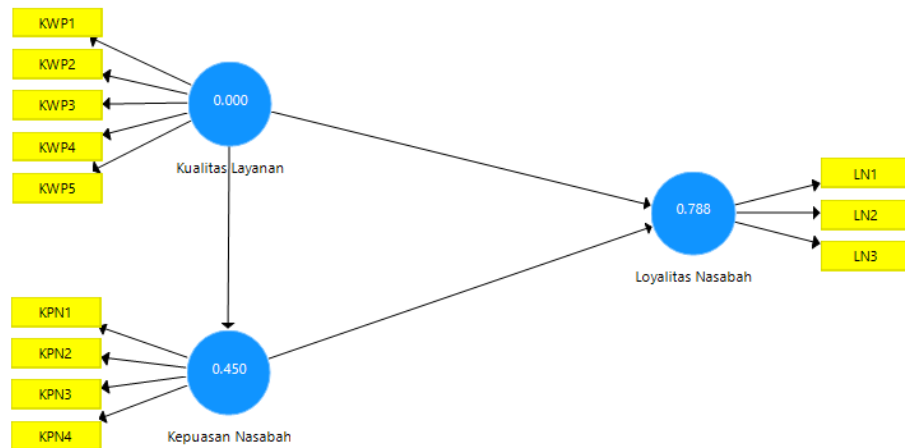 KWP1
KWP2
KWP3
KWP4
KWP5
0.000
Kualitas Layanan
0.788
Loyalitas Nasabah
LN1
LN2
LN3
KPN1
KPN2
KPN3
KPN4
0.450
Kepuasan Nasabah